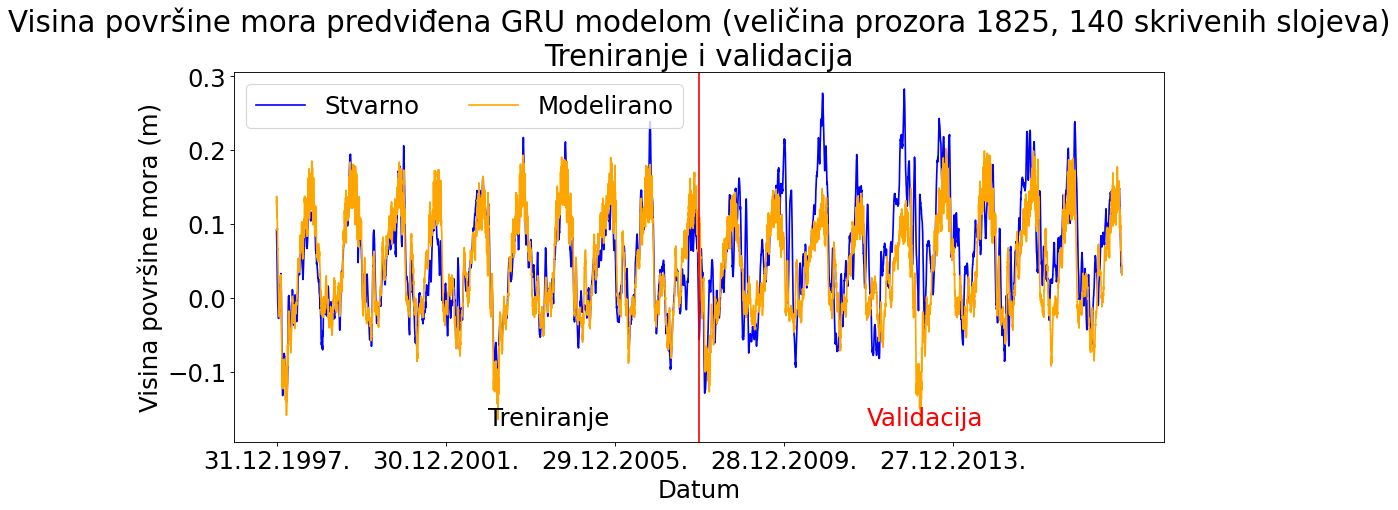 Visina površine mora predviđena GRU modelom (veličina prozora 1825, 140 skrivenih slojeva)
Treniranje i validacija
Stvarno
Modelirano
Visina površine mora (m)
0.3
0.2
0.1
0.0
−0.1
Treniranje
Validacija
31.12.1997.
30.12.2001.
29.12.2005.
28.12.2009.
27.12.2013.
Datum